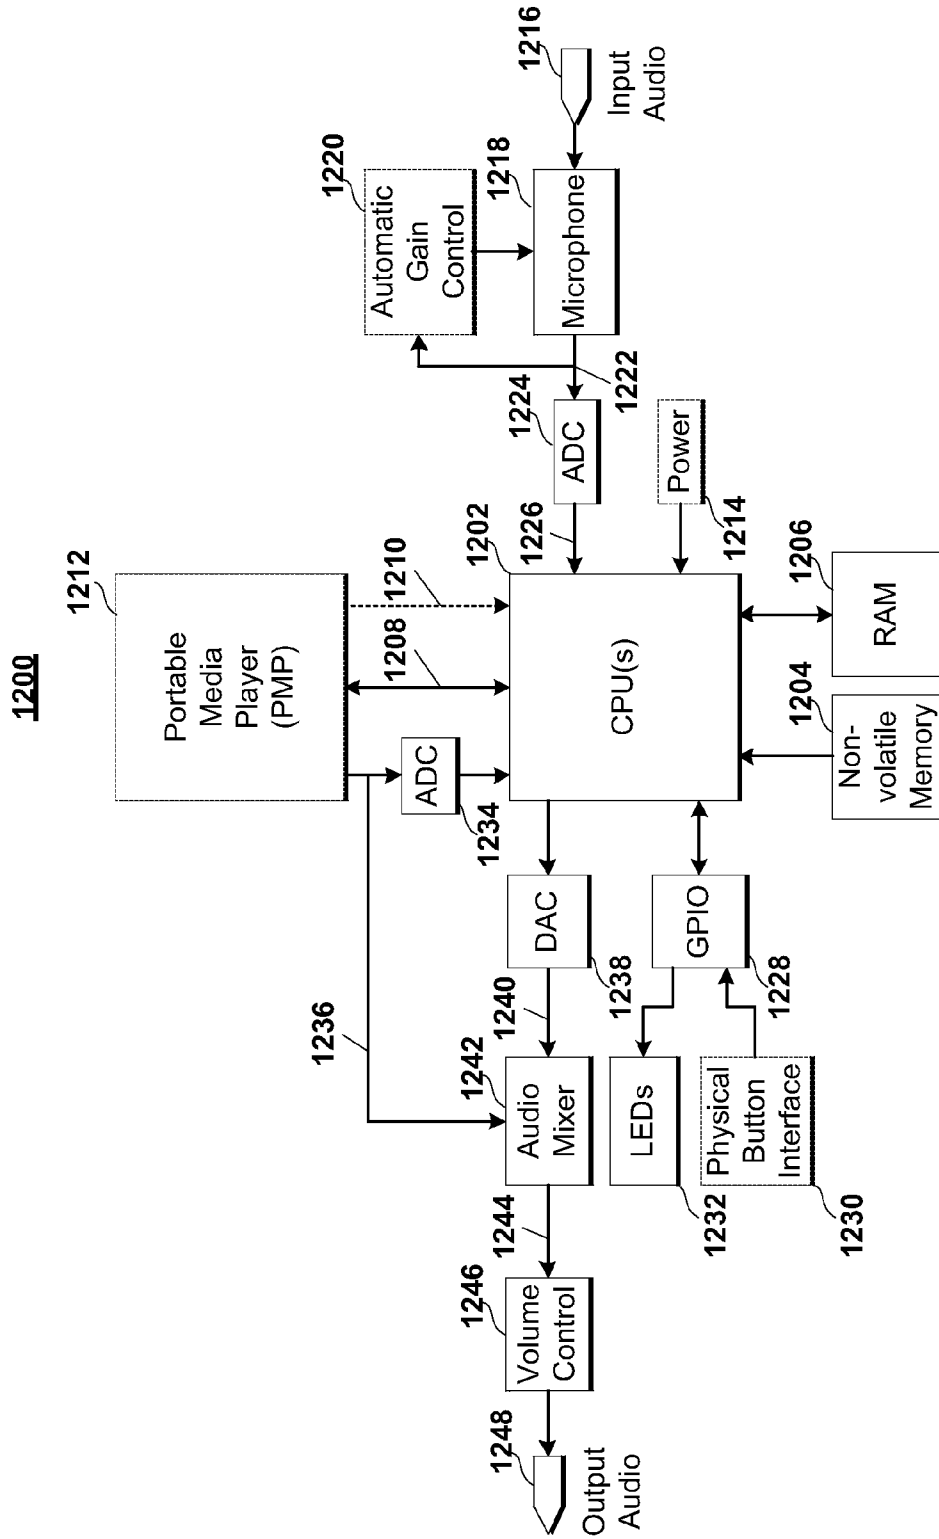 1200
1212
Portable
Media
Player
(PMP)
1210
1208
1220
Automatic
Gain
Control
1216
Input
Audio
1218
Microphone
1222
1224
ADC
1226
1202
CPU(s)
Power
1214
1206
RAM
1204
Non-
volatile
Memory
ADC
1234
1236
DAC
1238
1240
GPIO
1228
1242
Audio
Mixer
LEDs
1232
Physical
Button
Interface
1230
1244
1246
Volume
Control
1248
Output
Audio